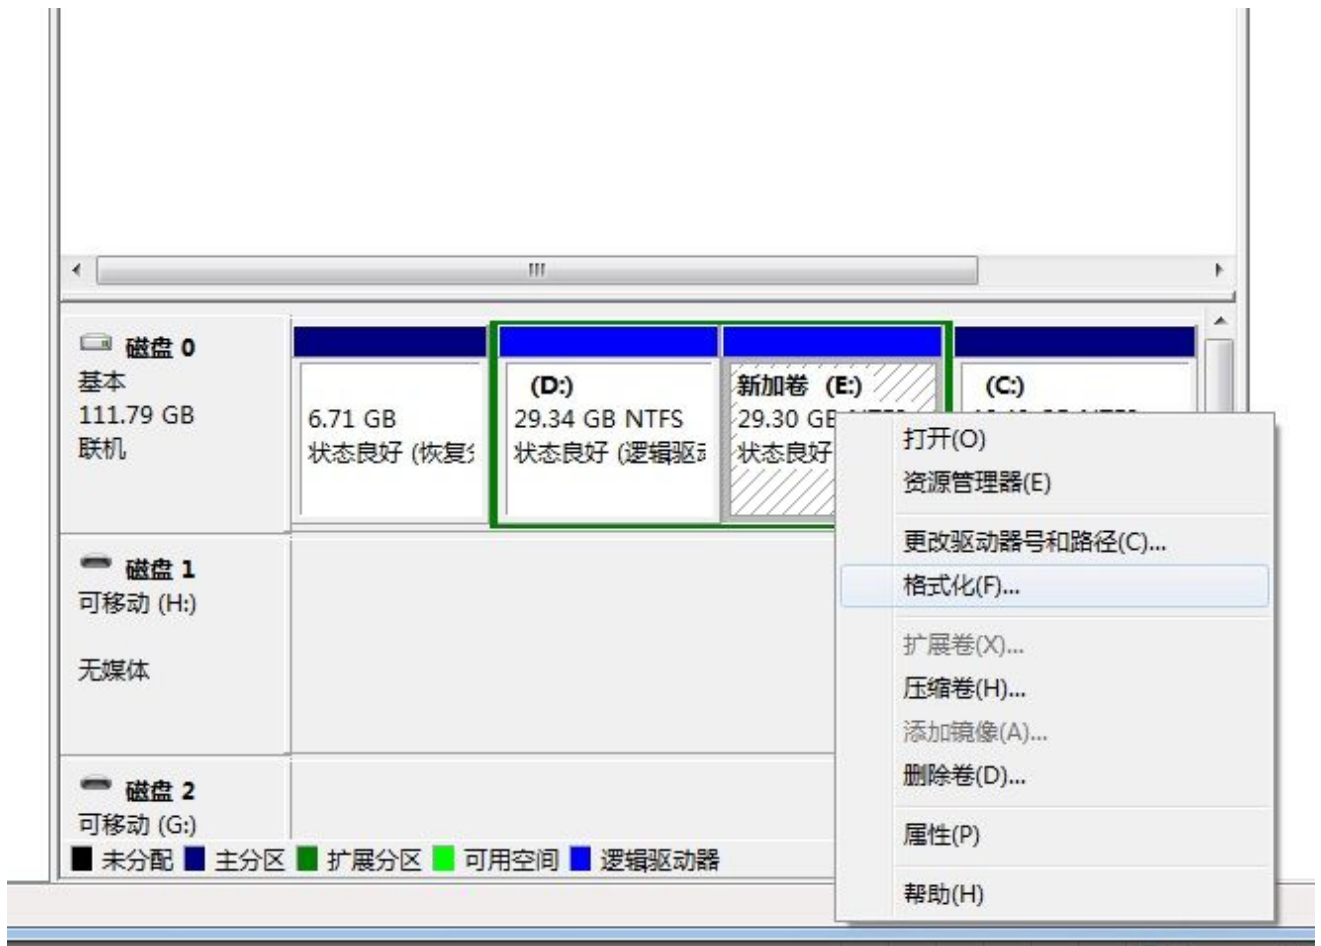 磁盘 0
基本
111.79 GB
联机
6.71 GB
状态良好 (恢复
(D:)
29.34 GB NTFS
状态良好 (逻辑驱动
新加卷 (E:)
29.30 GB
状态良好
(C:)
打开(O)
资源管理器(E)
更改驱动器号和路径(C)...
格式化(F)...
扩展卷(X)...
压缩卷(H)...
添加镜像(A)...
删除卷(D)...
属性(P)
帮助(H)
磁盘 1
可移动 (H:)
无媒体
磁盘 2
可移动 (G:)
未分配 主分区 扩展分区 可用空间 逻辑驱动器